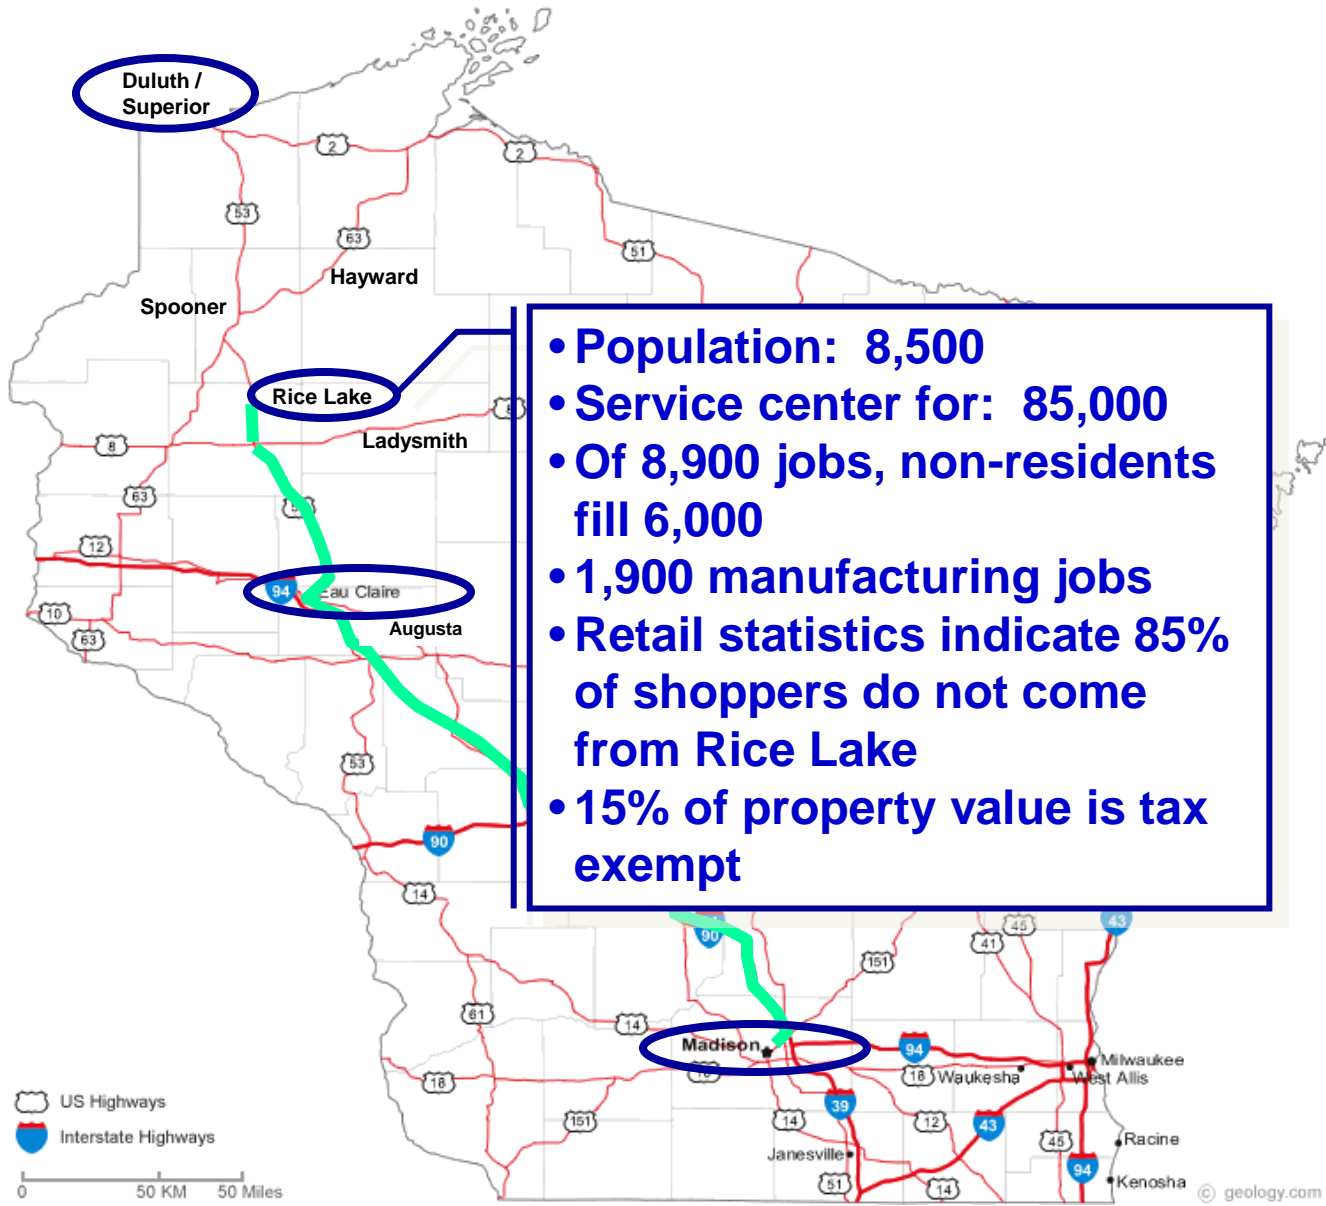 Duluth /
Superior
2
2
53
63
51
Hayward
Spooner
Rice Lake
8
Ladysmith
8
63
12
94
Eau Claire
10
63
Augusta
• Population: 8,500
• Service center for: 85,000
• Of 8,900 jobs, non-residents
fill 6,000
• 1,900 manufacturing jobs
• Retail statistics indicate 85%
of shoppers do not come
from Rice Lake
• 15% of property value is tax
exempt
53
90
14
90
45
41
43
151
61
14
Madison
94
18
18
18
Waukesha
Milwaukee
West Allis
39
151
14
12
43
45
Racine
Janesville
94
51
14
Kenosha
US Highways
Interstate Highways
0
50 KM
50 Miles
© geology.com